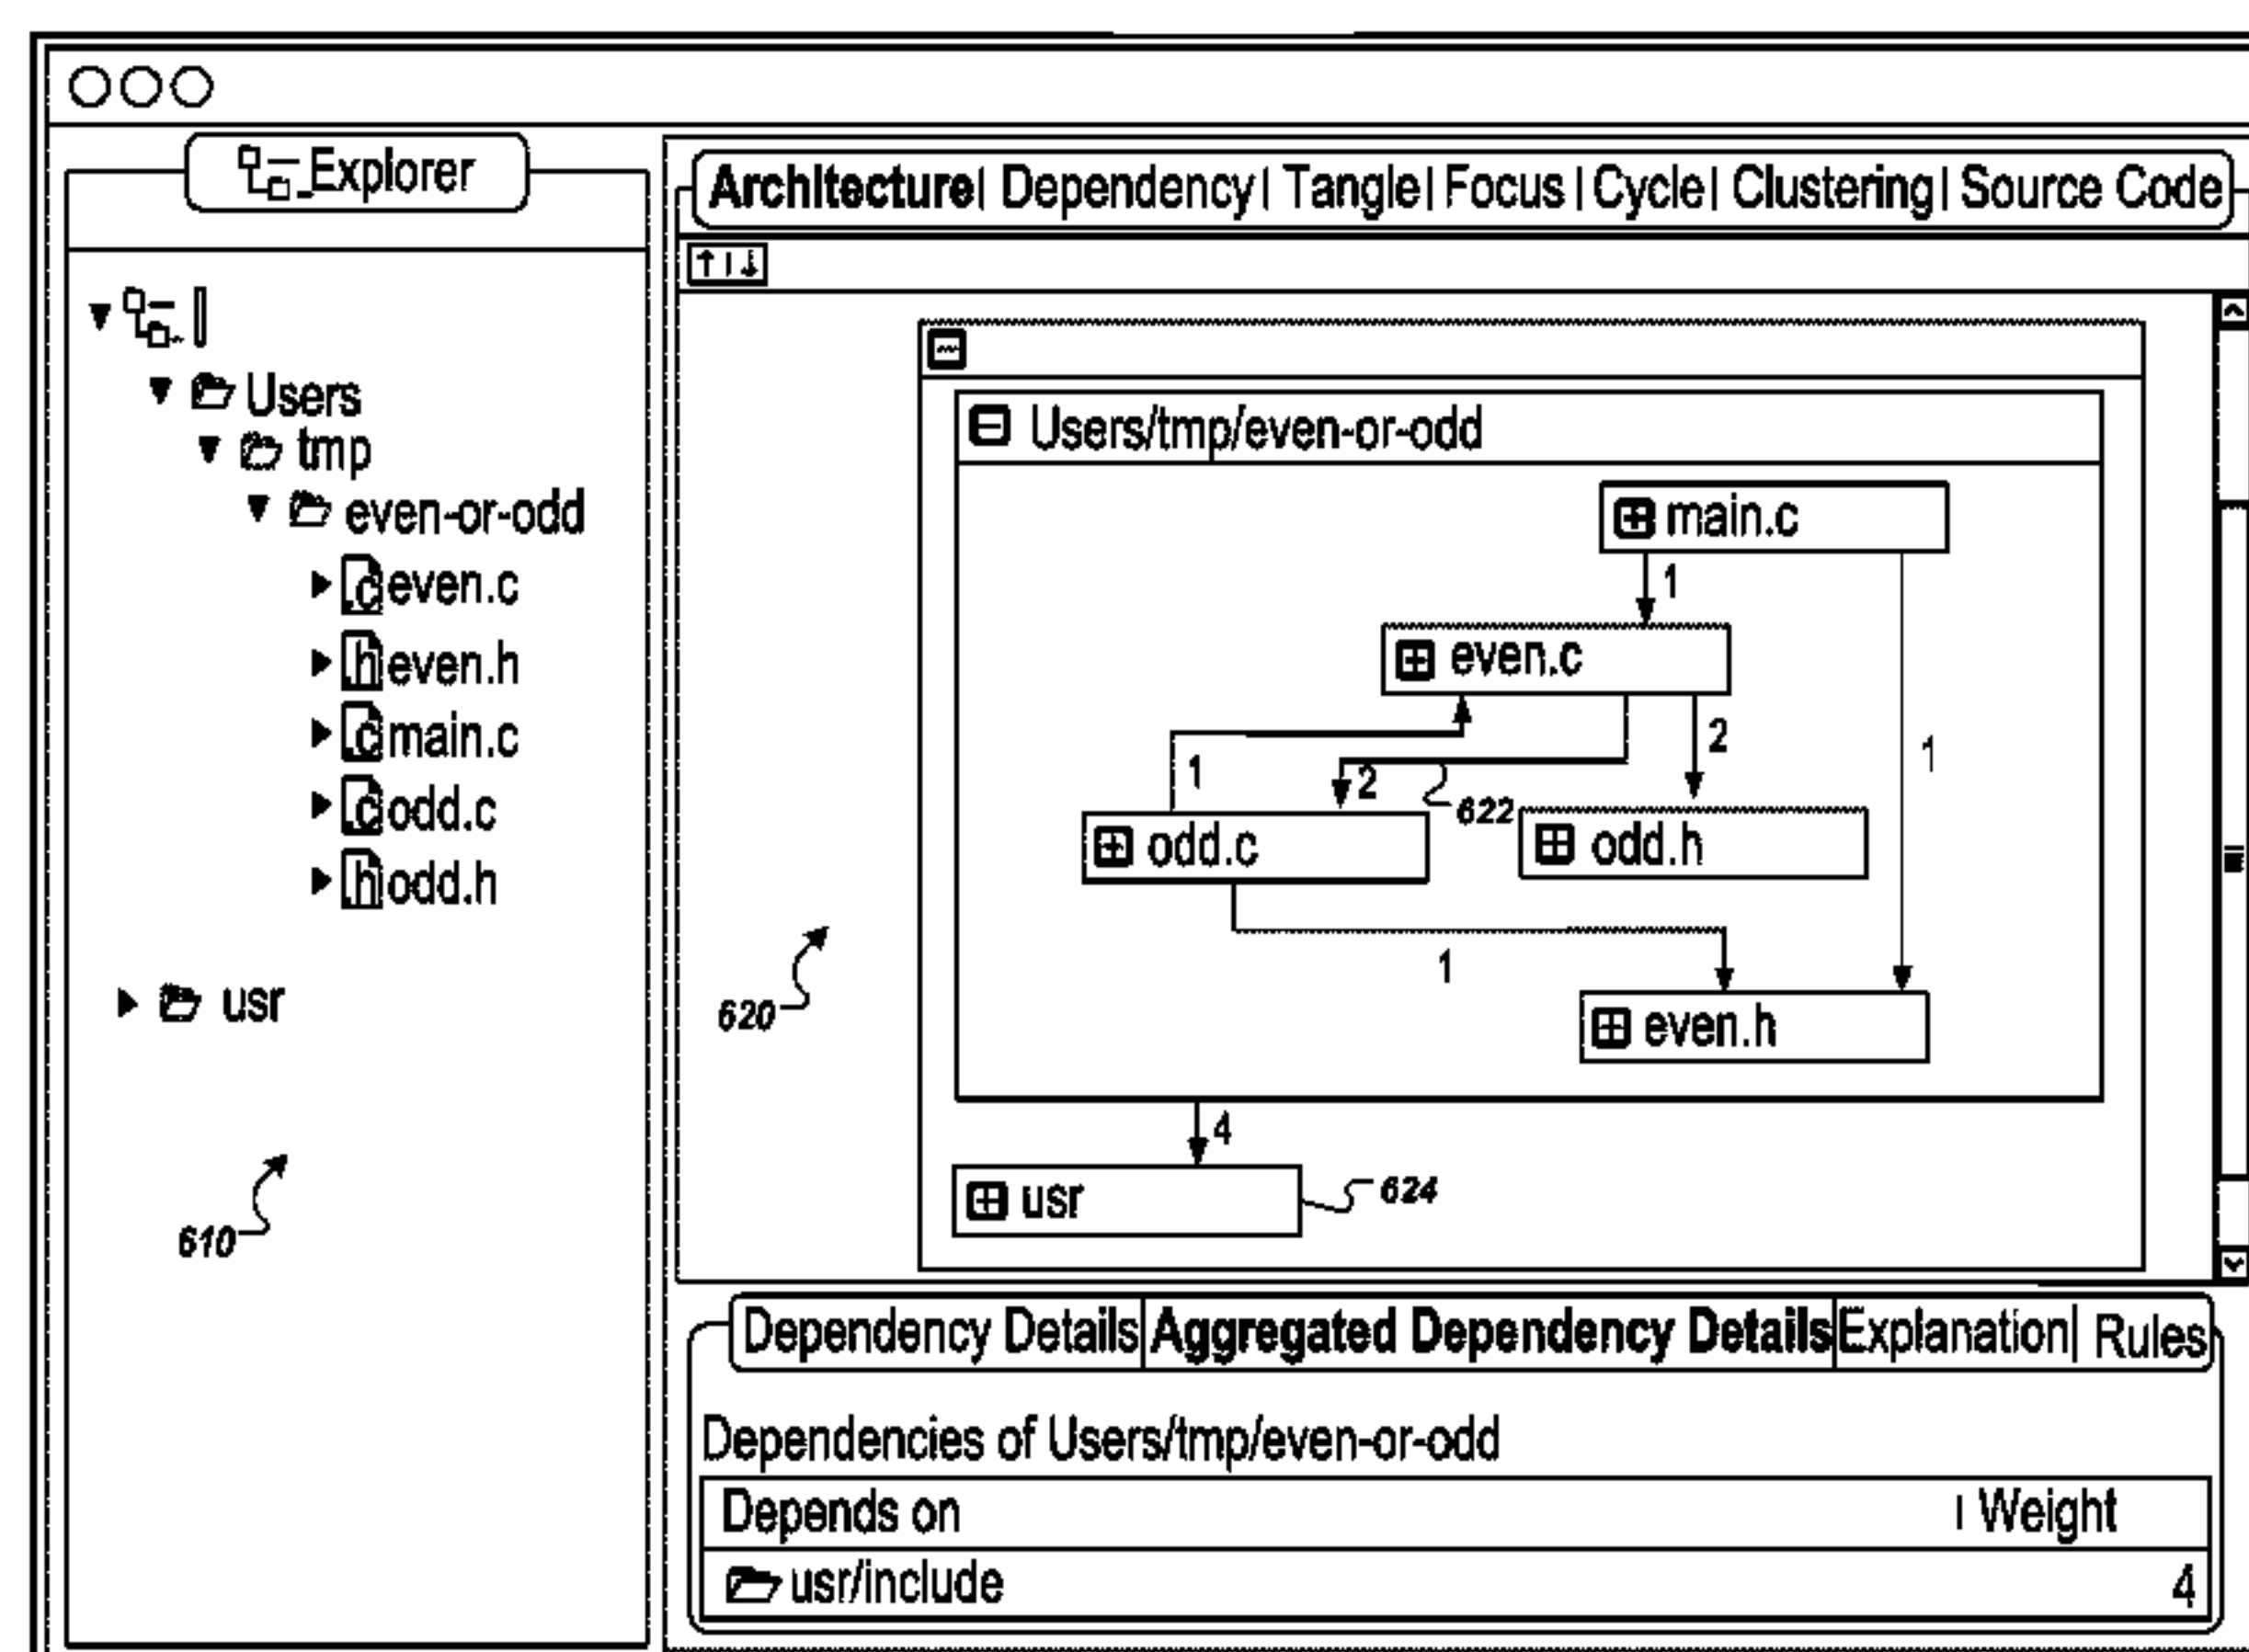 Explorer
Users
tmp
even-or-odd
.c even.c
.h even.h
.c main.c
.c odd.c
.h odd.h
usr
610
Architecture| Dependency| Tangle| Focus | Cycle| Clustering| Source Code
Users/tmp/even-or-odd
main.c
1
even.c
1
2
2
1
622
odd.c
odd.h
1
620
even.h
4
usr
624
Dependency Details|Aggregated Dependency Details|Explanation| Rules
Dependencies of Users/tmp/even-or-odd
Depends on | Weight
usr/include 4